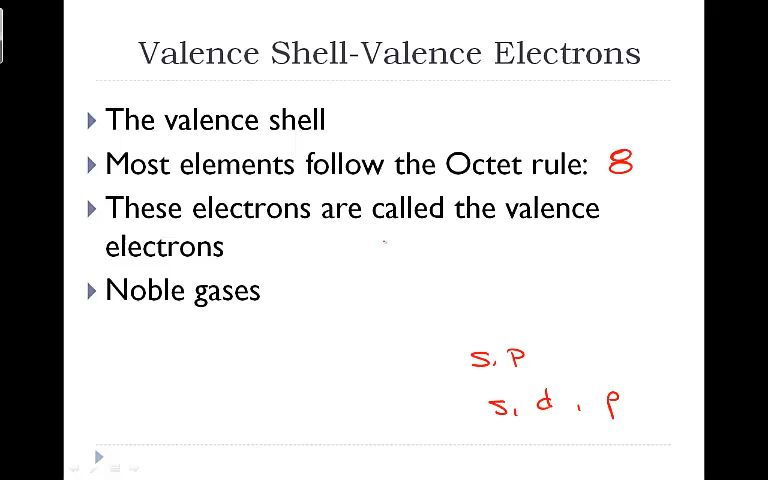 Valence Shell-Valence Electrons
The valence shell
Most elements follow the Octet rule: 8
These electrons are called the valence
electrons
Noble gases
s, p
s, d, p